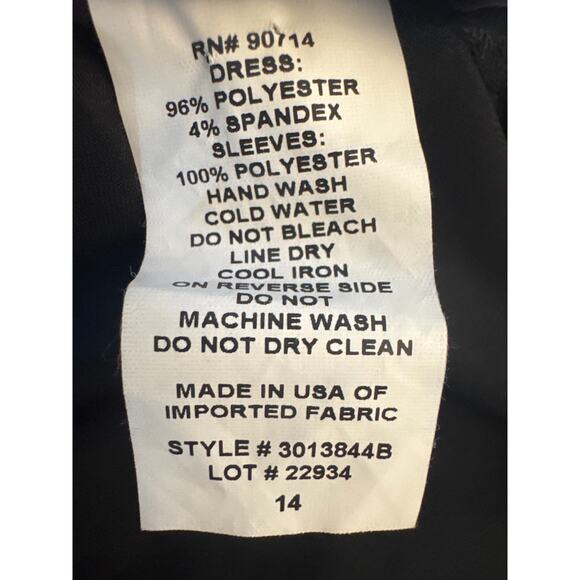 RN# 90714
DRESS:
96% POLYESTER
4% SPANDEX
SLEEVES:
100% POLYESTER
HAND WASH
COLD WATER
DO NOT BLEACH
LINE DRY
COOL IRON
ON REVERSE SIDE
DO NOT
MACHINE WASH
DO NOT DRY CLEAN
MADE IN USA OF
IMPORTED FABRIC
STYLE # 3013844B
LOT # 22934
14